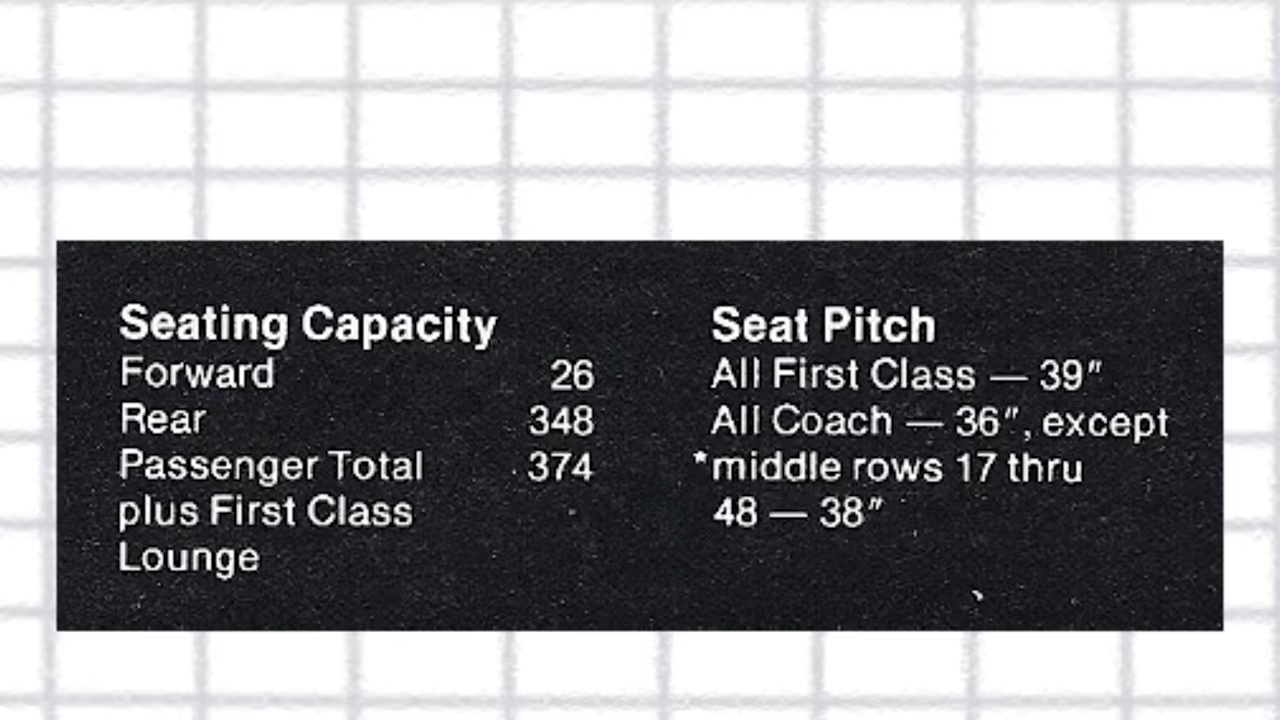 Seating Capacity
Forward 26
Rear 348
Passenger Total 374
plus First Class
Lounge
Seat Pitch
All First Class — 39″
All Coach — 36″, except
*middle rows 17 thru
48 — 38″